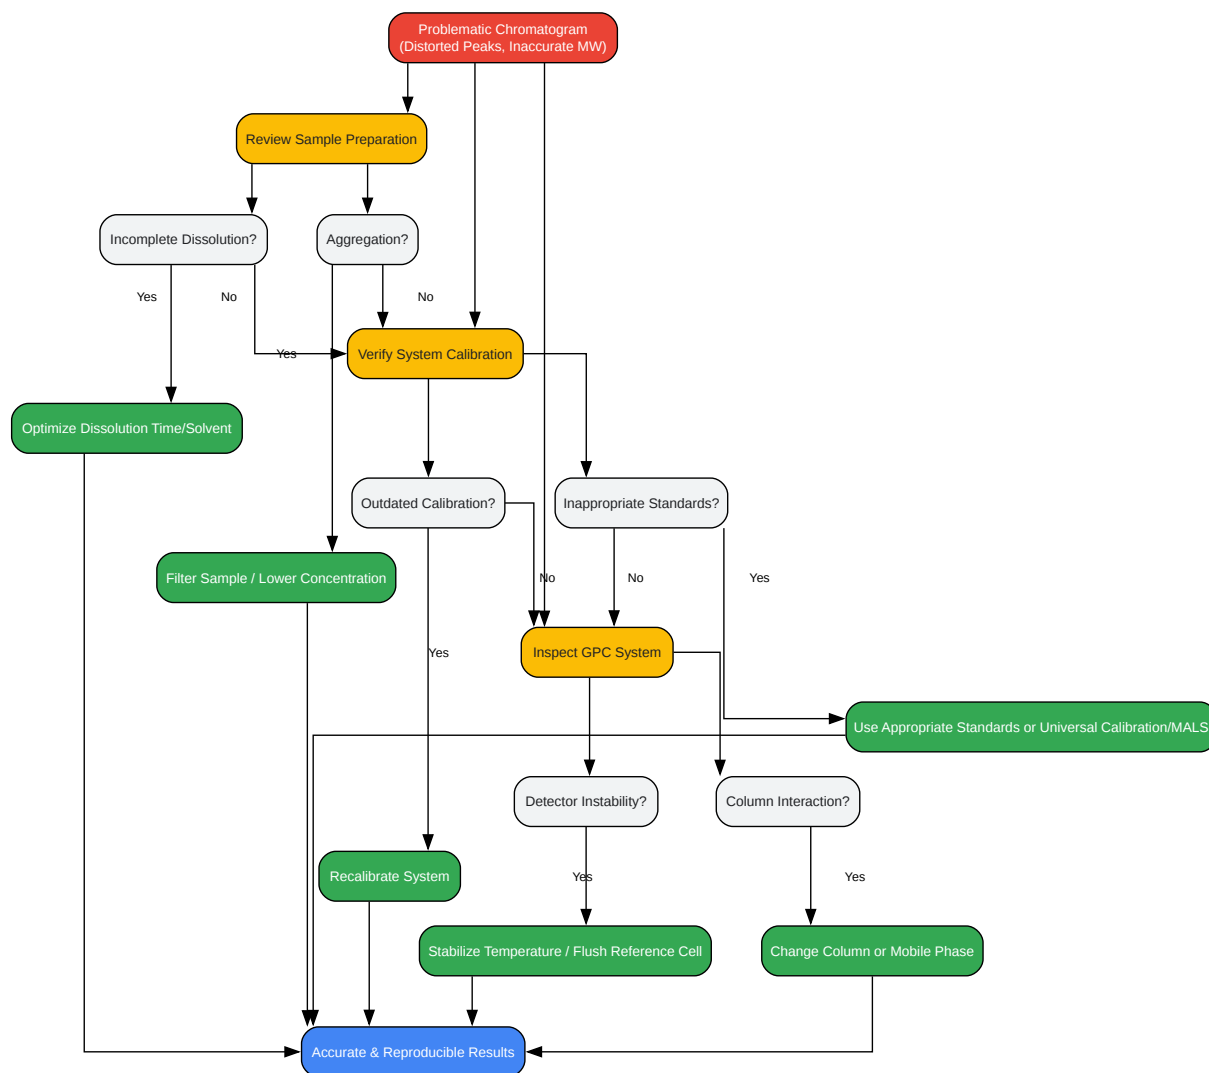 Problematic Chromatogram
(Distorted Peaks, Inaccurate MW)
Review Sample Preparation
Incomplete Dissolution?
Aggregation?
Yes
No
No
Yes
Verify System Calibration
Optimize Dissolution Time/Solvent
Outdated Calibration?
Inappropriate Standards?
Filter Sample / Lower Concentration
No
No
Yes
Yes
Inspect GPC System
Use Appropriate Standards or Universal Calibration/MALS
Detector Instability?
Column Interaction?
Recalibrate System
Yes
Yes
Stabilize Temperature / Flush Reference Cell
Change Column or Mobile Phase
Accurate & Reproducible Results